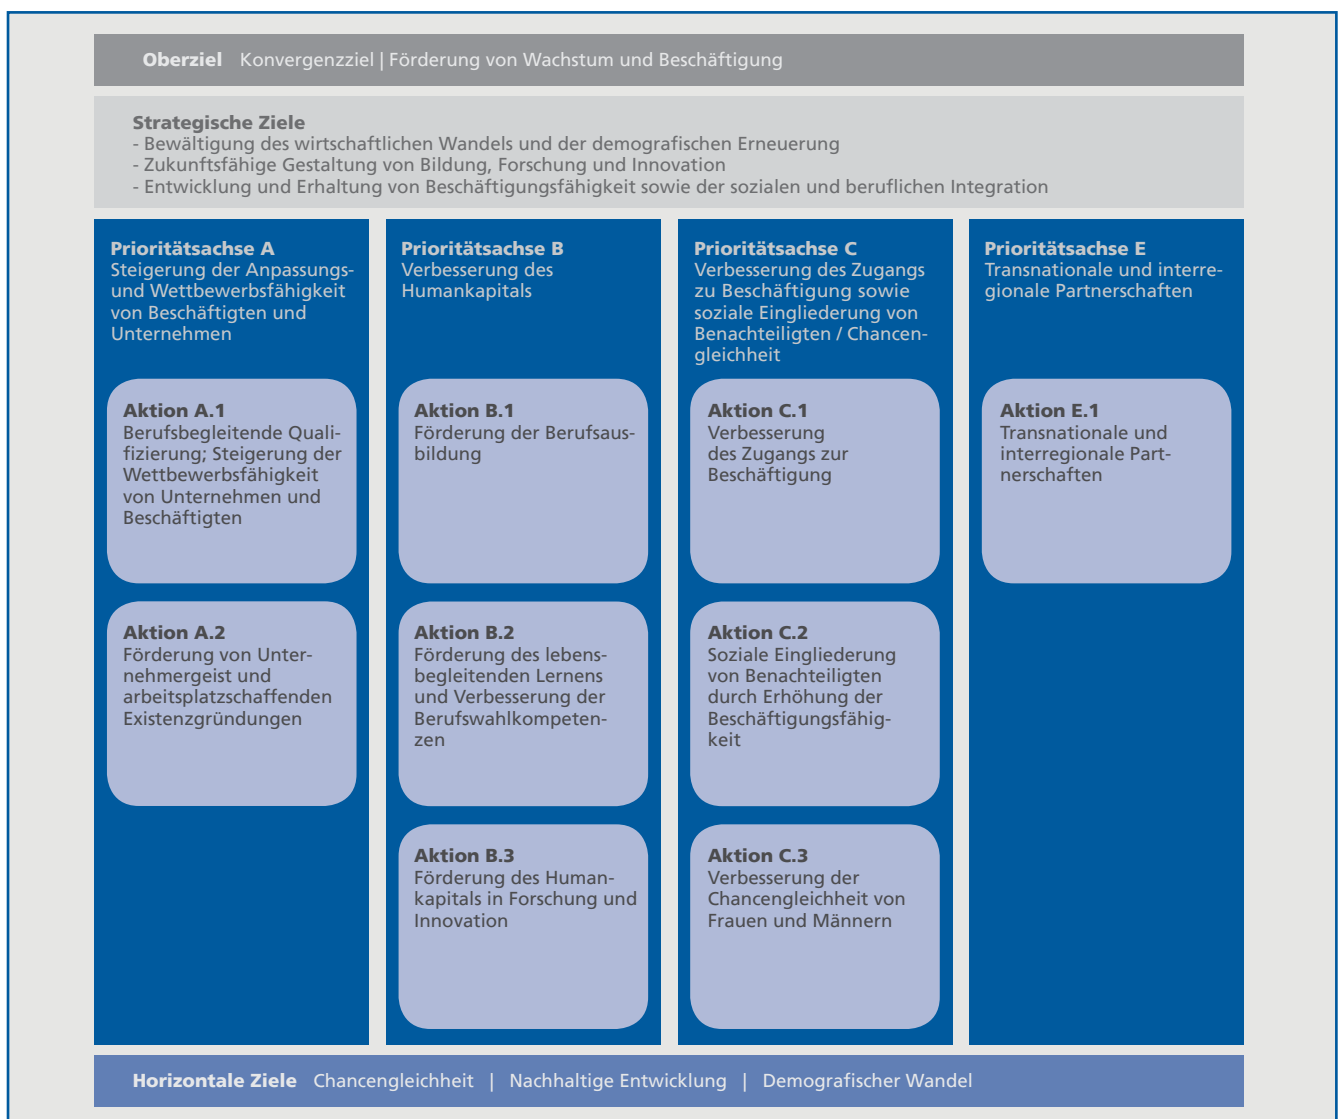 Oberziel Konvergenzziel | Förderung von Wachstum und Beschäftigung
Strategische Ziele
- Bewältigung des wirtschaftlichen Wandels und der demografischen Erneuerung
- Zukunftsfähige Gestaltung von Bildung, Forschung und Innovation
- Entwicklung und Erhaltung von Beschäftigungsfähigkeit sowie der sozialen und beruflichen Integration
Prioritätsachse A
Steigerung der Anpassungs-
und Wettbewerbsfähigkeit
von Beschäftigten und
Unternehmen
Aktion A.1
Berufsbegleitende Quali-
fizierung; Steigerung der
Wettbewerbsfähigkeit
von Unternehmen und
Beschäftigten
Aktion A.2
Förderung von Unter-
nehmergeist und
arbeitsplatzschaffenden
Existenzgründungen
Prioritätsachse B
Verbesserung des
Humankapitals
Aktion B.1
Förderung der Berufsaus-
bildung
Aktion B.2
Förderung des lebens-
begleitenden Lernens
und Verbesserung der
Berufswahlkompeten-
zen
Aktion B.3
Förderung des Human-
kapitals in Forschung und
Innovation
Prioritätsachse C
Verbesserung des Zugangs
zu Beschäftigung sowie
soziale Eingliederung von
Benachteiligten / Chancen-
gleichheit
Aktion C.1
Verbesserung
des Zugangs zur
Beschäftigung
Aktion C.2
Soziale Eingliederung
von Benachteiligten
durch Erhöhung der
Beschäftigungsfähig-
keit
Aktion C.3
Verbesserung der
Chancengleichheit von
Frauen und Männern
Prioritätsachse E
Transnationale und interre-
gionale Partnerschaften
Aktion E.1
Transnationale und
interregionale Part-
nerschaften
Horizontale Ziele Chancengleichheit | Nachhaltige Entwicklung | Demografischer Wandel